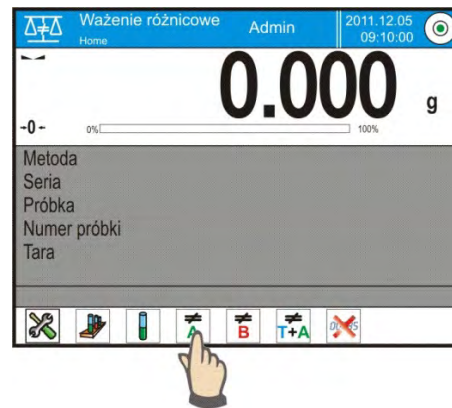 Ważenie różnicowe
Home
Admin
2011.12.05
09:10:00
0.000 g
→0←
0% 100%
Metoda
Seria
Próbka
Numer próbki
Tara
A B T+A